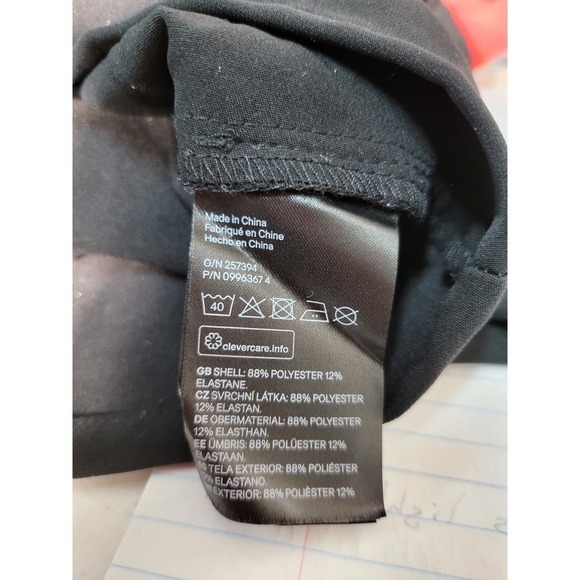 Made in China
Fabriqué en Chine
Hecho en China
O/N 257394
P/N 0996367 4
40
clevercare.info
GB SHELL: 88% POLYESTER 12%
ELASTANE.
CZ SVRCHNÍ LÁTKA: 88% POLYESTER
12% ELASTAN.
DE OBERMATERIAL: 88% POLYESTER
12% ELASTHAN.
EE ÜMBRIS: 88% POLÜESTER 12%
ELASTAAN.
TELA EXTERIOR: 88% POLIÉSTER
12% ELASTANO.
EXTERIOR: 88% POLIÉSTER 12%